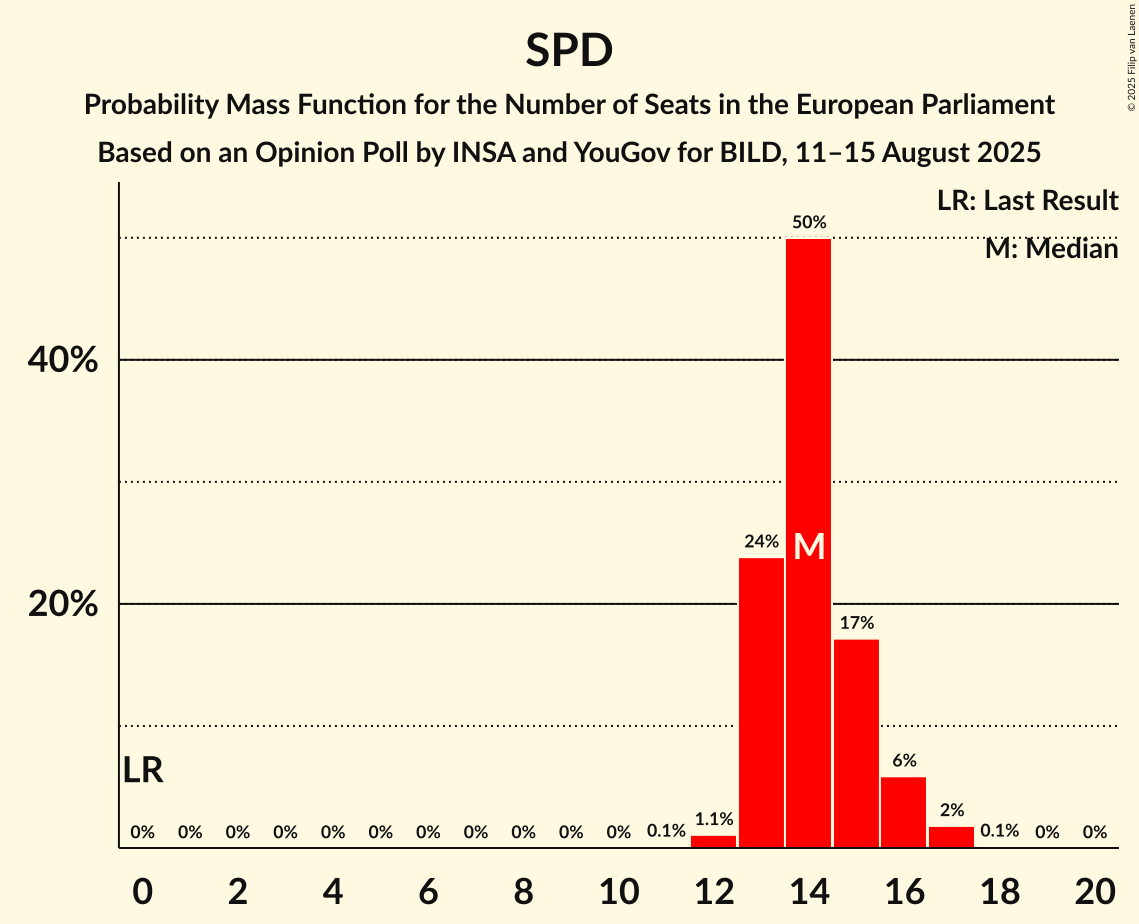 SPD
Probability Mass Function for the Number of Seats in the European Parliament
Based on an Opinion Poll by INSA and YouGov for BILD, 11–15 August 2025
© 2025 Filip van Laenen
LR: Last Result
M: Median
50%
40%
24%
M
20%
17%
LR
6%
0% 0% 0% 0% 0% 0% 0% 0% 0% 0% 0% 0.1% 1.1% 2% 0.1% 0% 0%
0 2 4 6 8 10 12 14 16 18 20